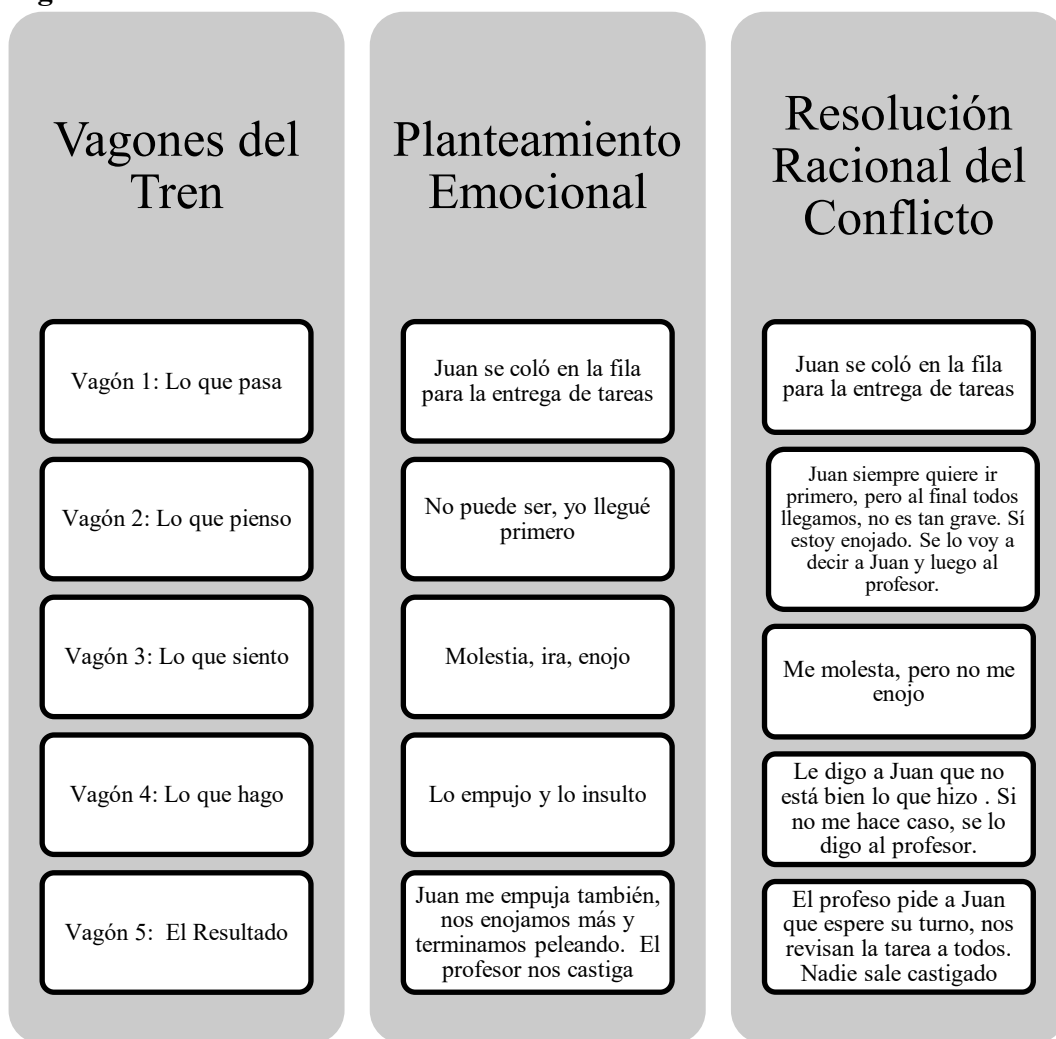 Vagones del
Tren
Vagón 1: Lo que pasa
Vagón 2: Lo que pienso
Vagón 3: Lo que siento
Vagón 4: Lo que hago
Vagón 5:  El Resultado
Planteamiento
Emocional
Juan se coló en la fila
para la entrega de tareas
No puede ser, yo llegué
primero
Molestia, ira, enojo
Lo empujo y lo insulto
Juan me empuja también,
nos enojamos más y
terminamos peleando.  El
profesor nos castiga
Resolución
Racional del
Conflicto
Juan se coló en la fila
para la entrega de tareas
Juan siempre quiere ir
primero, pero al final todos
llegamos, no es tan grave. Sí
estoy enojado. Se lo voy a
decir a Juan y luego al
profesor.
Me molesta, pero no me
enojo
Le digo a Juan que no
está bien lo que hizo . Si
no me hace caso, se lo
digo al profesor.
El profeso pide a Juan
que espere su turno, nos
revisan la tarea a todos.
Nadie sale castigado